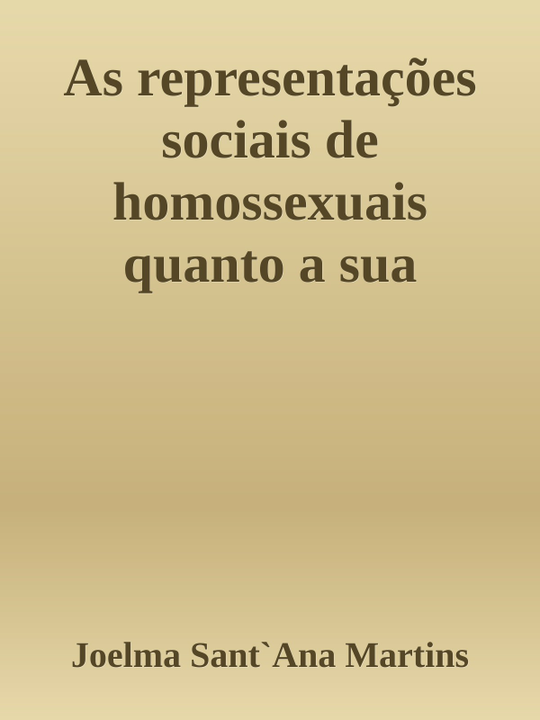 As representações
sociais de
homossexuais
quanto a sua
Joelma Sant`Ana Martins